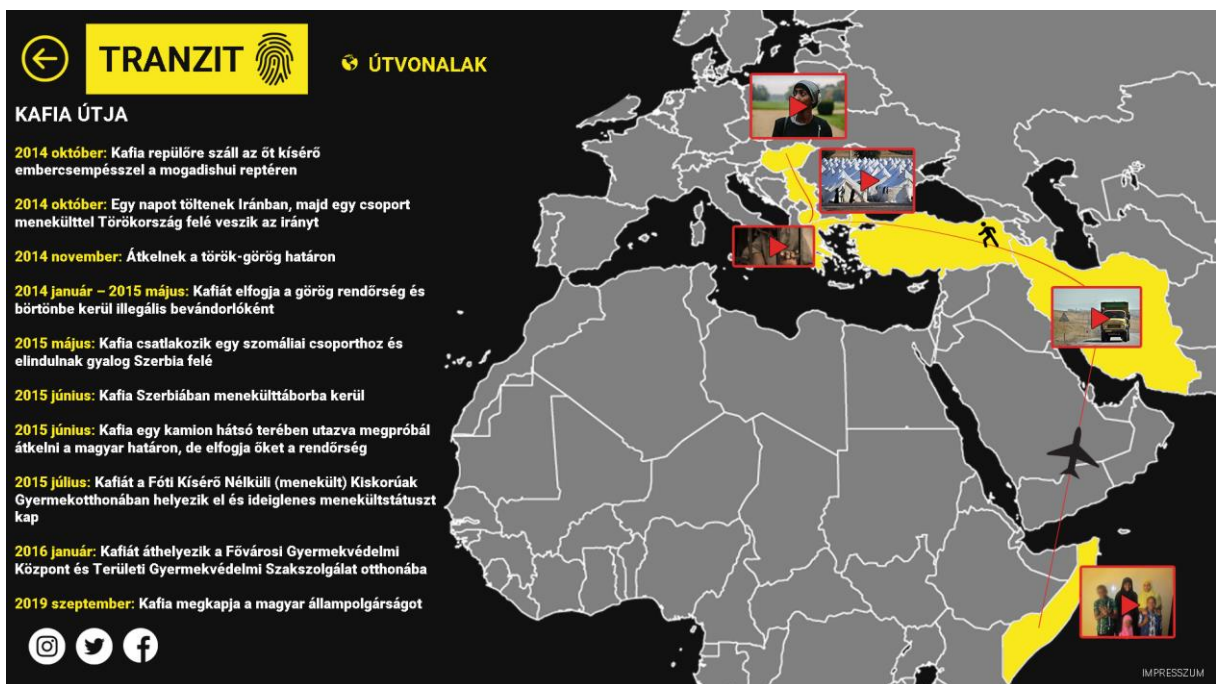 TRANZIT
ÚTVONALAK
KAFIA ÚTJA
2014 október: Kafia repülőre száll az őt kísérő
embercsempésszel a mogadishui reptéren
2014 október: Egy napot töltenek Iránban, majd egy csoport
menekülttel Törökország felé veszik az irányt
2014 november: Átkelnek a török-görög határon
2014 január – 2015 május: Kafiát elfogja a görög rendőrség és
börtönbe kerül illegális bevándorlóként
2015 május: Kafia csatlakozik egy szomáliai csoporthoz és
elindulnak gyalog Szerbia felé
2015 június: Kafia Szerbiában menekülttáborba kerül
2015 június: Kafia egy kamion hátsó terében utazva megpróbál
átkelni a magyar határon, de elfogja őket a rendőrség
2015 július: Kafiát a Fóti Kísérő Nélküli (menekült) Kiskorúak
Gyermekotthonában helyezik el és ideiglenes menekültstátuszt
kap
2016 január: Kafiát áthelyezik a Fővárosi Gyermekvédelmi
Központ és Területi Gyermekvédelmi Szakszolgálat otthonába
2019 szeptember: Kafia megkapja a magyar állampolgárságot
IMPRESSZUM